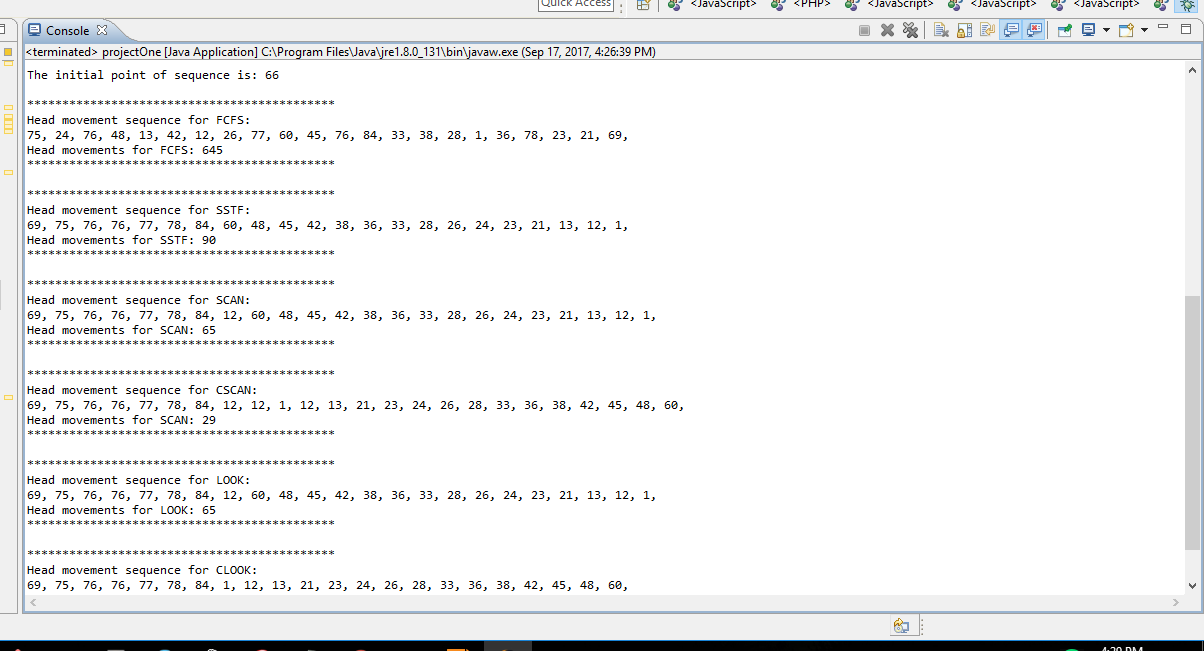 Quick Access
<JavaScript>
<PHP>
<JavaScript>
<JavaScript>
<JavaScript>
Console
<terminated> projectOne [Java Application] C:\Program Files\Java\jre1.8.0_131\bin\javaw.exe (Sep 17, 2017, 4:26:39 PM)
The initial point of sequence is: 66
********************************************
Head movement sequence for FCFS:
75, 24, 76, 48, 13, 42, 12, 26, 77, 60, 45, 76, 84, 33, 38, 28, 1, 36, 78, 23, 21, 69,
Head movements for FCFS: 645
********************************************
********************************************
Head movement sequence for SSTF:
69, 75, 76, 76, 77, 78, 84, 60, 48, 45, 42, 38, 36, 33, 28, 26, 24, 23, 21, 13, 12, 1,
Head movements for SSTF: 90
********************************************
********************************************
Head movement sequence for SCAN:
69, 75, 76, 76, 77, 78, 84, 12, 60, 48, 45, 42, 38, 36, 33, 28, 26, 24, 23, 21, 13, 12, 1,
Head movements for SCAN: 65
********************************************
********************************************
Head movement sequence for CSCAN:
69, 75, 76, 76, 77, 78, 84, 12, 12, 1, 12, 13, 21, 23, 24, 26, 28, 33, 36, 38, 42, 45, 48, 60,
Head movements for SCAN: 29
********************************************
********************************************
Head movement sequence for LOOK:
69, 75, 76, 76, 77, 78, 84, 12, 60, 48, 45, 42, 38, 36, 33, 28, 26, 24, 23, 21, 13, 12, 1,
Head movements for LOOK: 65
********************************************
********************************************
Head movement sequence for CLOOK:
69, 75, 76, 76, 77, 78, 84, 1, 12, 13, 21, 23, 24, 26, 28, 33, 36, 38, 42, 45, 48, 60,
4:29 PM